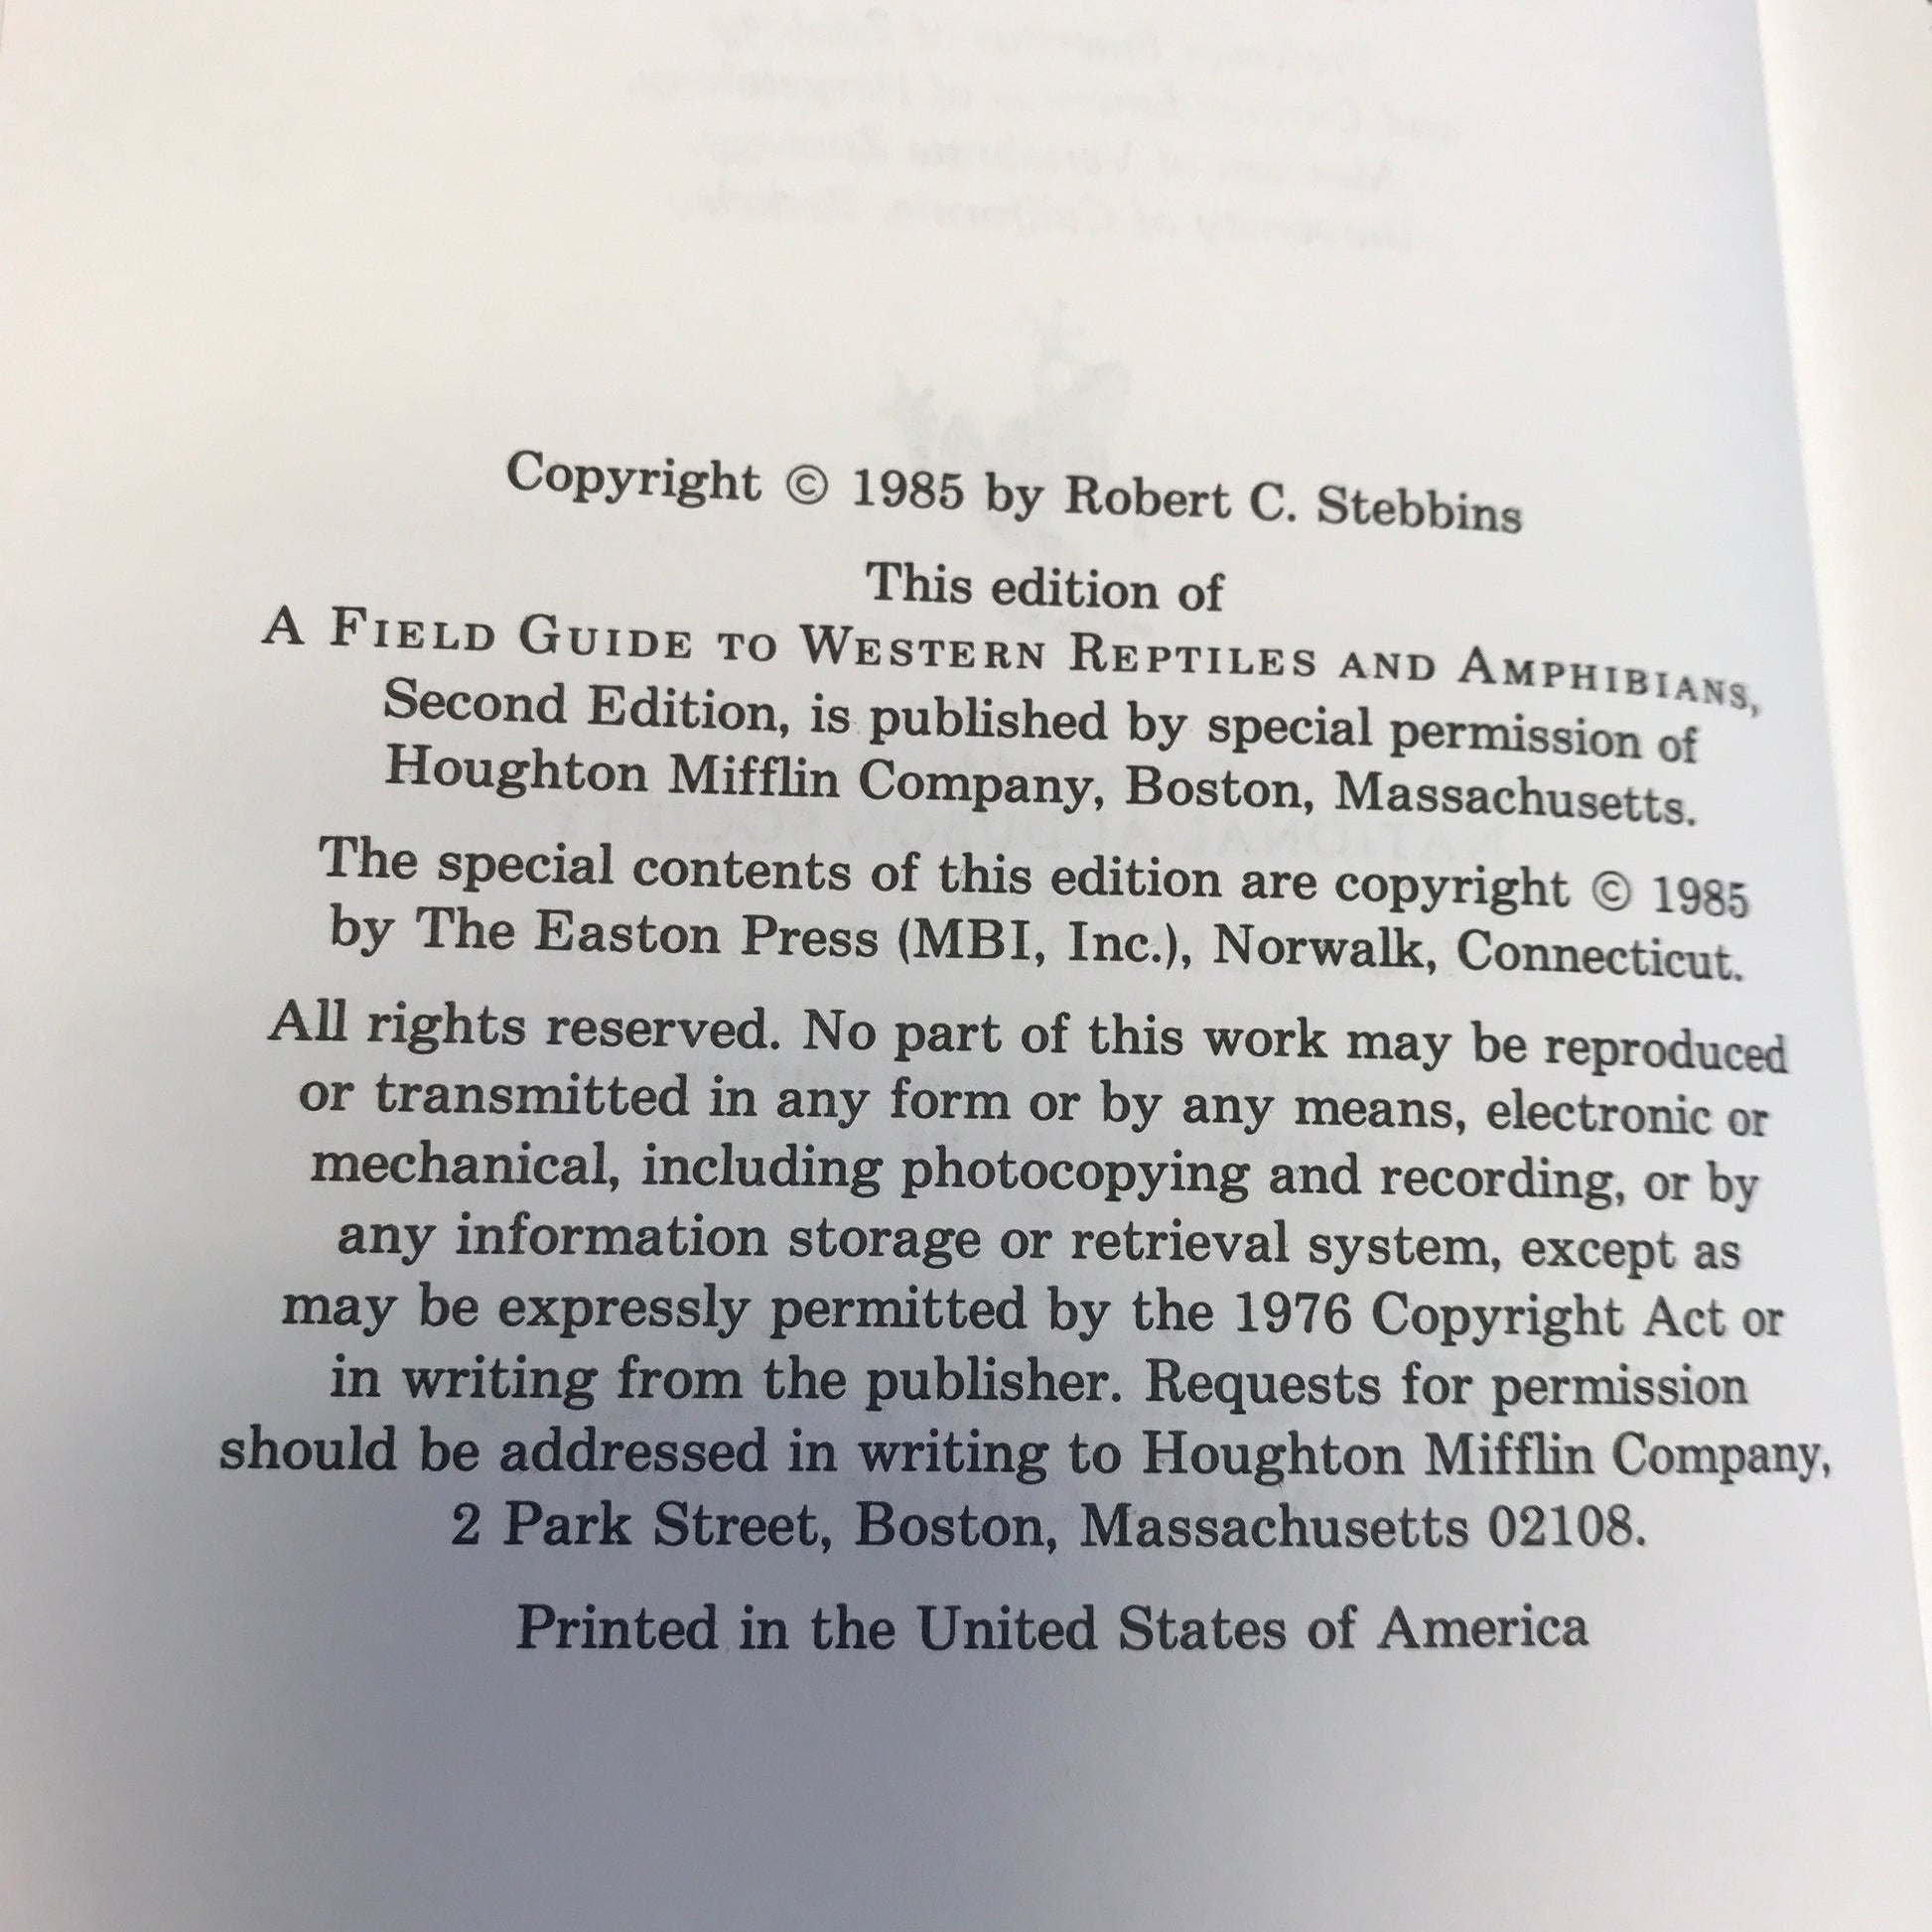 Copyright © 1985 by Robert C. Stebbins
This edition of
A FIELD GUIDE TO WESTERN REPTILES AND AMPHIBIANS,
Second Edition, is published by special permission of
Houghton Mifflin Company, Boston, Massachusetts.
The special contents of this edition are copyright © 1985
by The Easton Press (MBI, Inc.), Norwalk, Connecticut.
All rights reserved. No part of this work may be reproduced
or transmitted in any form or by any means, electronic or
mechanical, including photocopying and recording, or by
any information storage or retrieval system, except as
may be expressly permitted by the 1976 Copyright Act or
in writing from the publisher. Requests for permission
should be addressed in writing to Houghton Mifflin Company,
2 Park Street, Boston, Massachusetts 02108.
Printed in the United States of America